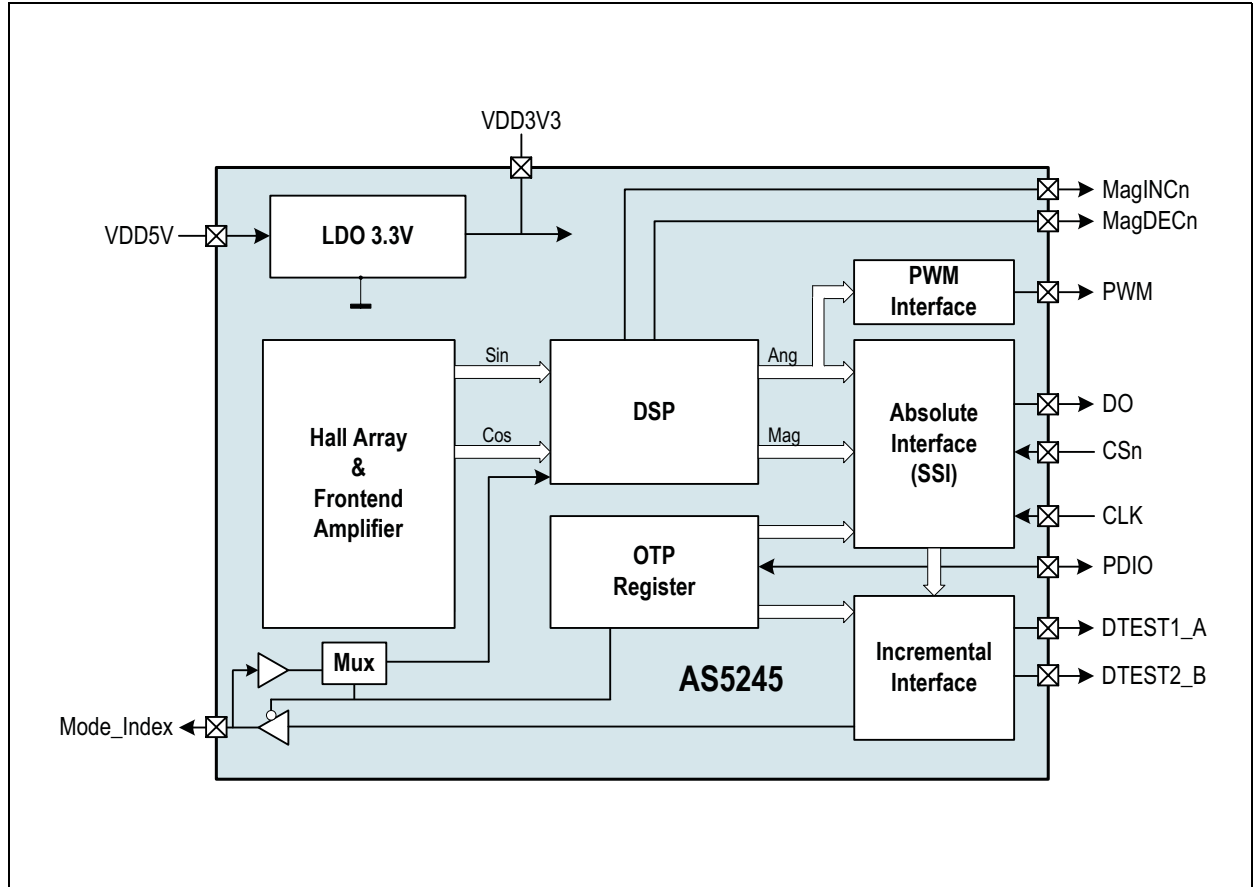 VDD3V3
VDD5V
LDO 3.3V
MagINCn
MagDECn
PWM
Interface
PWM
Sin
Cos
Hall Array
&
Frontend
Amplifier
DSP
Ang
Mag
Absolute
Interface
(SSI)
DO
CSn
CLK
OTP
Register
PDIO
DTEST1_A
DTEST2_B
Incremental
Interface
Mux
AS5245
Mode_Index